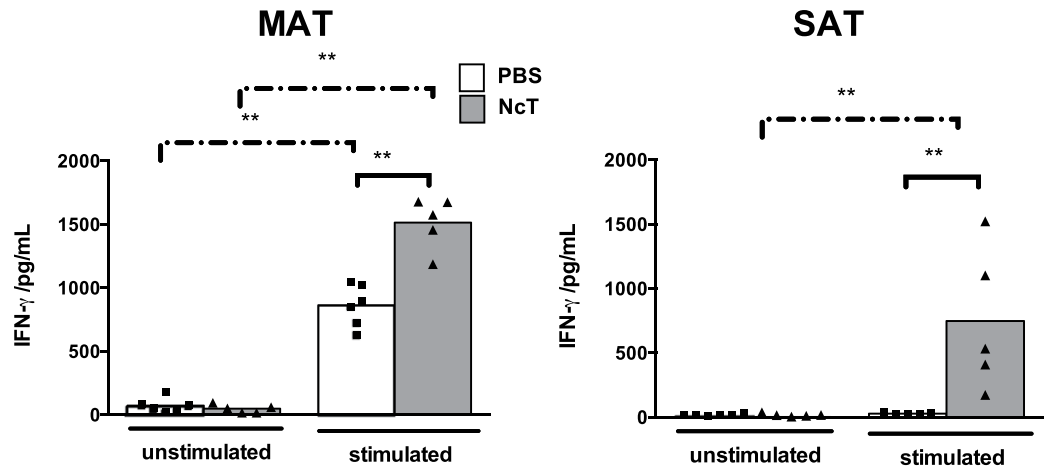 MAT
SAT
PBS
NcT
**
**
**
**
**
2000
1500
1000
500
0
IFN-γ /pg/mL
unstimulated
stimulated
2000
1500
1000
500
0
IFN-γ /pg/mL
unstimulated
stimulated